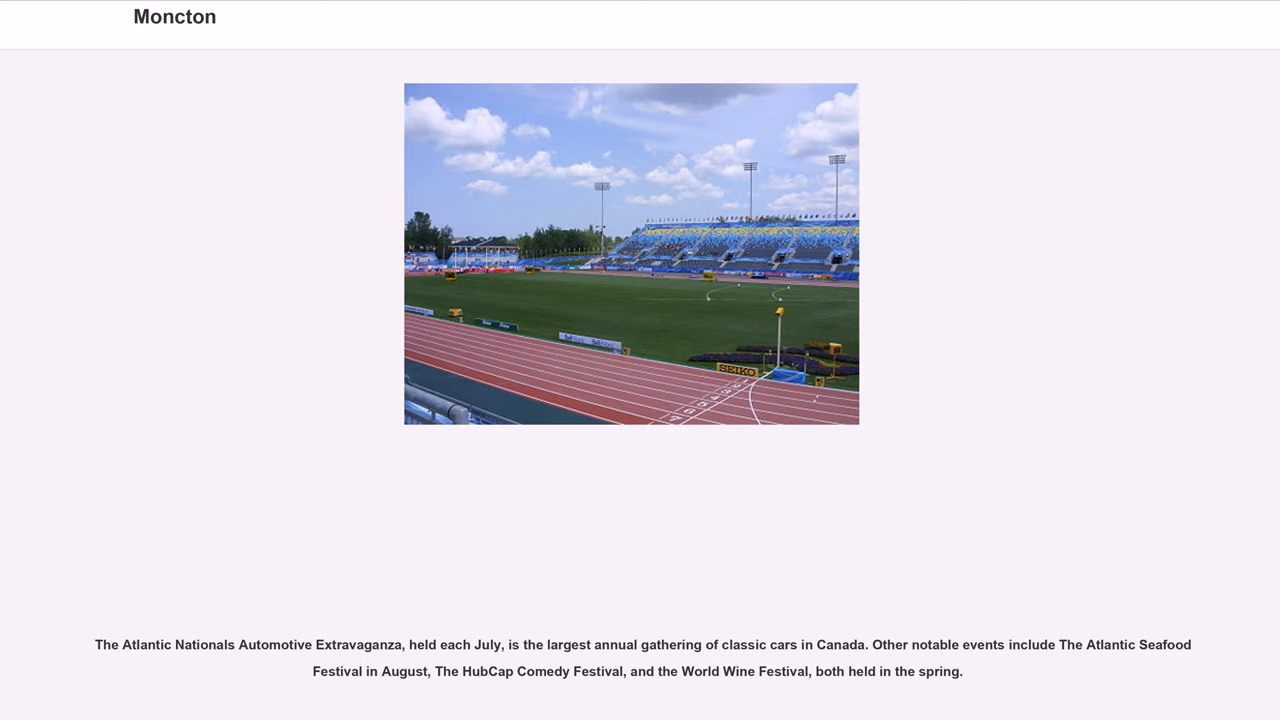 Moncton
SEIKO
The Atlantic Nationals Automotive Extravaganza, held each July, is the largest annual gathering of classic cars in Canada. Other notable events include The Atlantic Seafood
Festival in August, The HubCap Comedy Festival, and the World Wine Festival, both held in the spring.